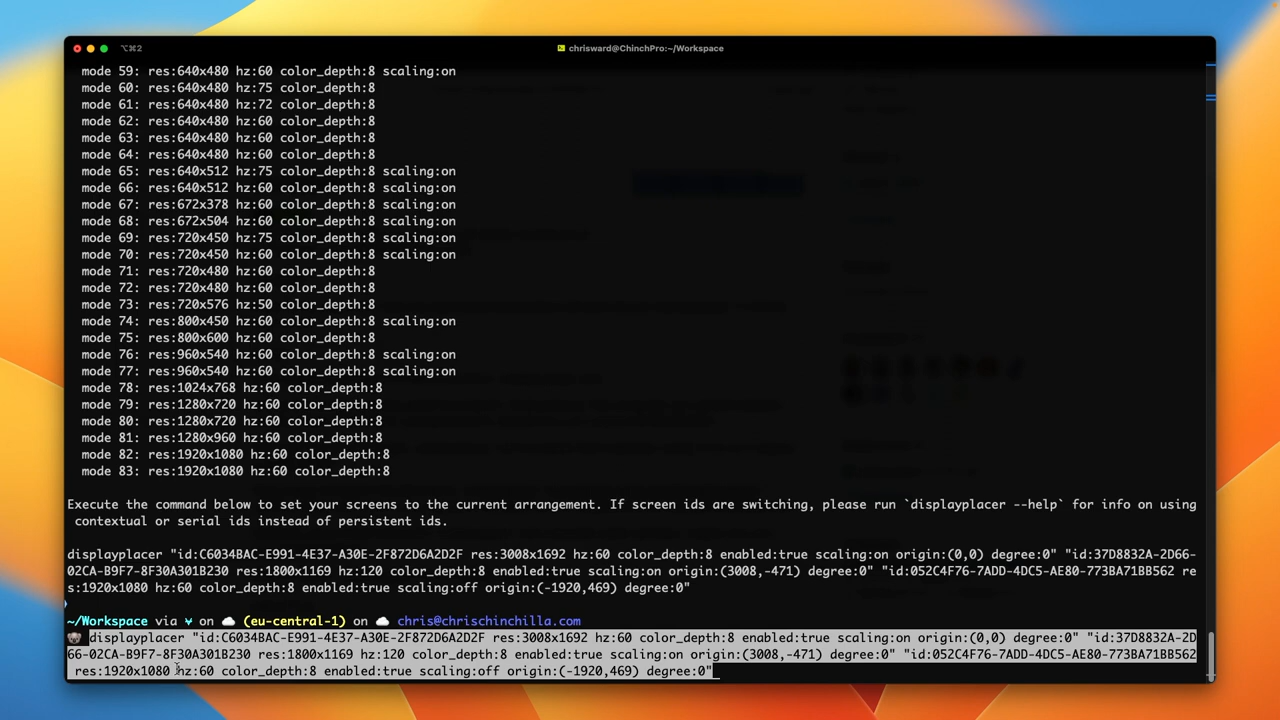 ⌥⌘2
chrisward@ChinchPro:~/Workspace
mode 59: res:640x480 hz:60 color_depth:8 scaling:on
mode 60: res:640x480 hz:75 color_depth:8
mode 61: res:640x480 hz:72 color_depth:8
mode 62: res:640x480 hz:60 color_depth:8
mode 63: res:640x480 hz:60 color_depth:8
mode 64: res:640x480 hz:60 color_depth:8
mode 65: res:640x512 hz:75 color_depth:8 scaling:on
mode 66: res:640x512 hz:60 color_depth:8 scaling:on
mode 67: res:672x378 hz:60 color_depth:8 scaling:on
mode 68: res:672x504 hz:60 color_depth:8 scaling:on
mode 69: res:720x450 hz:75 color_depth:8 scaling:on
mode 70: res:720x450 hz:60 color_depth:8 scaling:on
mode 71: res:720x480 hz:60 color_depth:8
mode 72: res:720x480 hz:60 color_depth:8
mode 73: res:720x576 hz:50 color_depth:8
mode 74: res:800x450 hz:60 color_depth:8 scaling:on
mode 75: res:800x600 hz:60 color_depth:8
mode 76: res:960x540 hz:60 color_depth:8 scaling:on
mode 77: res:960x540 hz:60 color_depth:8 scaling:on
mode 78: res:1024x768 hz:60 color_depth:8
mode 79: res:1280x720 hz:60 color_depth:8
mode 80: res:1280x720 hz:60 color_depth:8
mode 81: res:1280x960 hz:60 color_depth:8
mode 82: res:1920x1080 hz:60 color_depth:8
mode 83: res:1920x1080 hz:60 color_depth:8
Execute the command below to set your screens to the current arrangement. If screen ids are switching, please run `displayplacer --help` for info on using
contextual or serial ids instead of persistent ids.
displayplacer "id:C6034BAC-E991-4E37-A30E-2F872D6A2D2F res:3008x1692 hz:60 color_depth:8 enabled:true scaling:on origin:(0,0) degree:0" "id:37D8832A-2D66-
02CA-B9F7-8F30A301B230 res:1800x1169 hz:120 color_depth:8 enabled:true scaling:on origin:(3008,-471) degree:0" "id:052C4F76-7ADD-4DC5-AE80-773BA71BB562 re
s:1920x1080 hz:60 color_depth:8 enabled:true scaling:off origin:(-1920,469) degree:0"
~/Workspace via on ☁️ (eu-central-1) on ☁️ chris@chrischinchilla.com
🐨 displayplacer "id:C6034BAC-E991-4E37-A30E-2F872D6A2D2F res:3008x1692 hz:60 color_depth:8 enabled:true scaling:on origin:(0,0) degree:0" "id:37D8832A-2D
66-02CA-B9F7-8F30A301B230 res:1800x1169 hz:120 color_depth:8 enabled:true scaling:on origin:(3008,-471) degree:0" "id:052C4F76-7ADD-4DC5-AE80-773BA71BB562
res:1920x1080 hz:60 color_depth:8 enabled:true scaling:off origin:(-1920,469) degree:0"